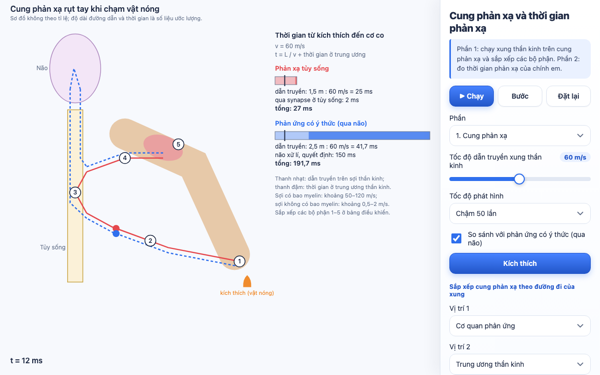 Cung phản xạ rụt tay khi chạm vật nóng
Sơ đồ không theo tỉ lệ; độ dài đường dẫn và thời gian là số liệu ước lượng.
Não
Tủy sống
1
2
3
4
5
kích thích (vật nóng)
t = 12 ms
Thời gian từ kích thích đến cơ co
v = 60 m/s
t = L / v + thời gian ở trung ương
Phản xạ tủy sống
dẫn truyền: 1,5 m : 60 m/s = 25 ms
qua synapse ở tủy sống: 2 ms
tổng: 27 ms
Phản ứng có ý thức (qua não)
dẫn truyền: 2,5 m : 60 m/s = 41,7 ms
não xử lí, quyết định: 150 ms
tổng: 191,7 ms
Thanh nhạt: dẫn truyền trên sợi thần kinh;
thanh đậm: thời gian ở trung ương thần kinh.
Sợi có bao myelin: khoảng 50–120 m/s;
sợi không có bao myelin: khoảng 0,5–2 m/s.
Sắp xếp các bộ phận 1–5 ở bảng điều khiển.
Cung phản xạ và thời gian
phản xạ
Phần 1: chạy xung thần kinh trên cung
phản xạ và sắp xếp các bộ phận. Phần 2:
đo thời gian phản xạ của chính em.
Chạy
Bước
Đặt lại
Phần
1. Cung phản xạ
Tốc độ dẫn truyền xung thần
kinh
60 m/s
Tốc độ phát hình
Chậm 50 lần
So sánh với phản ứng có ý thức (qua
não)
Kích thích
Sắp xếp cung phản xạ theo đường đi của
xung
Vị trí 1
Cơ quan phản ứng
Vị trí 2
Trung ương thần kinh